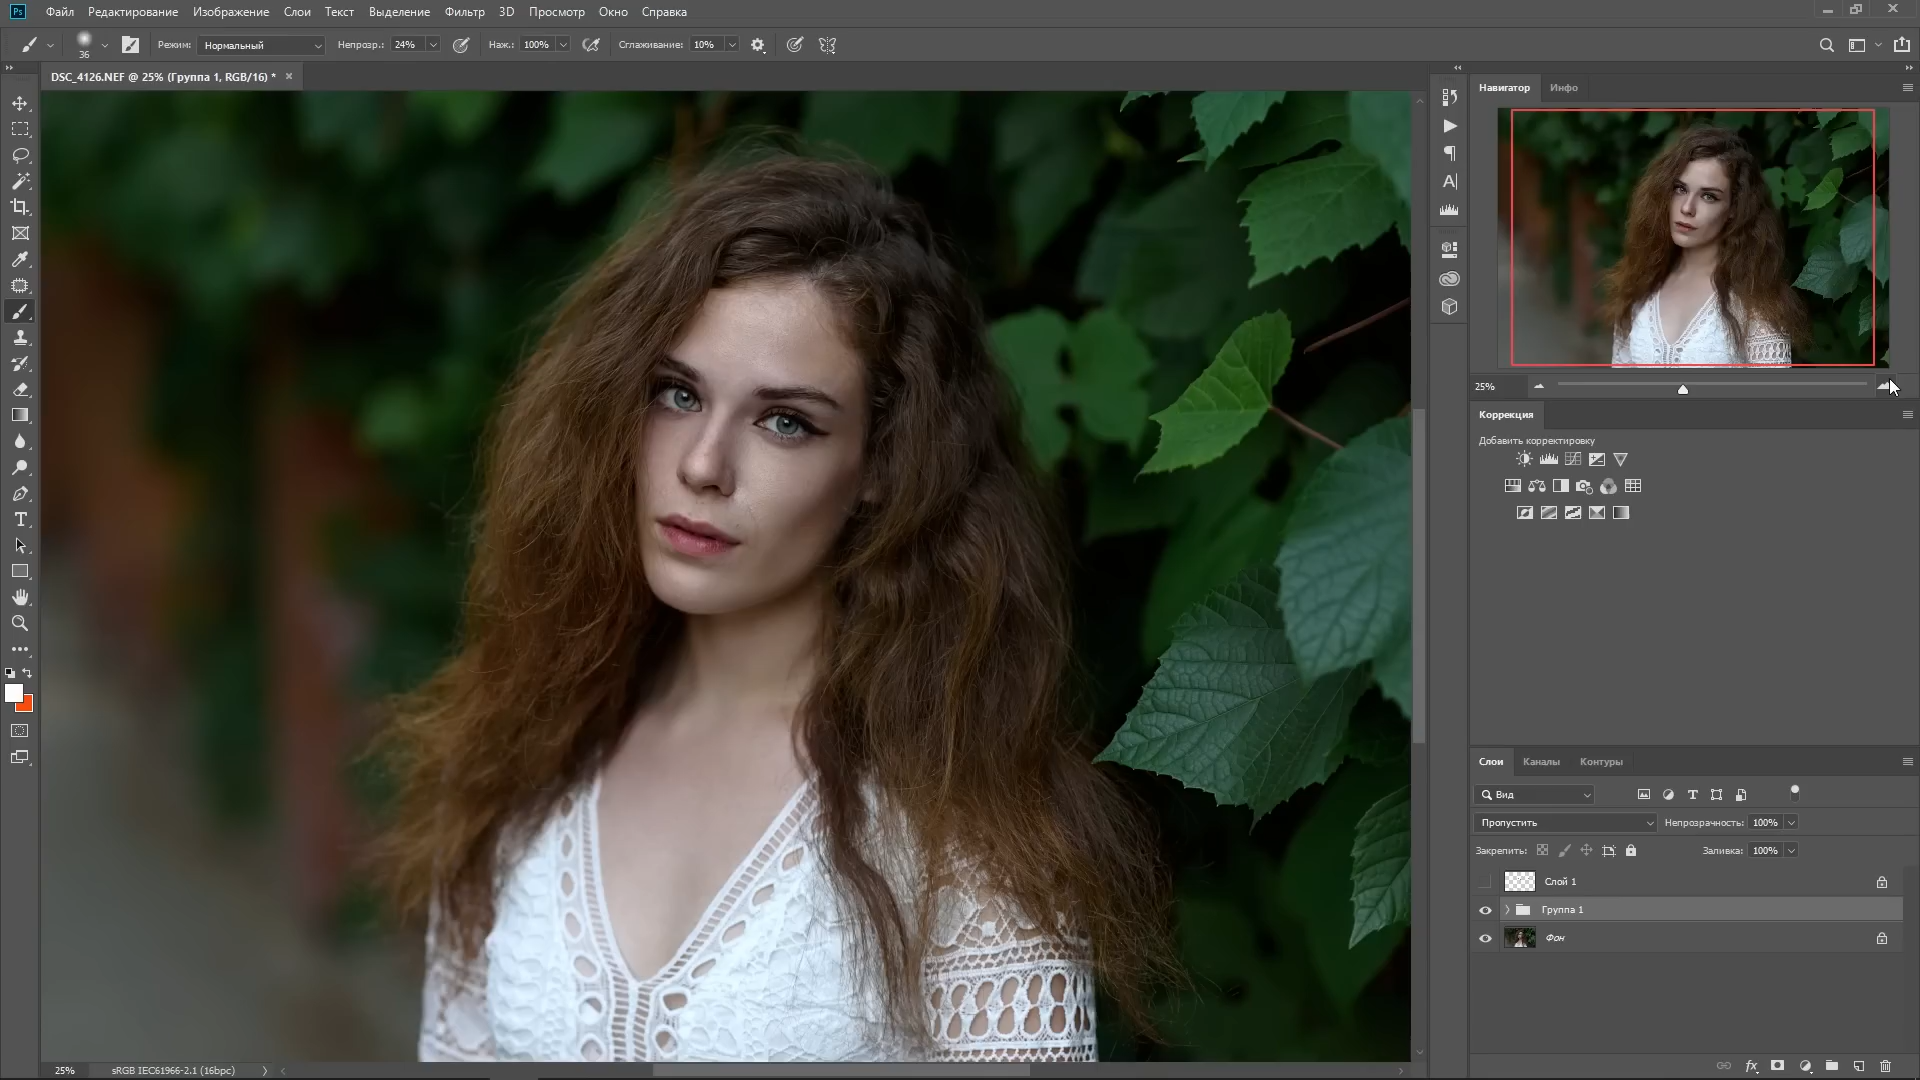 Ps Файл Редактирование Изображение Слои Текст Выделение Фильтр 3D Просмотр Окно Справка
36 Режим: Нормальный Непрозр.: 24% Наж.: 100% Сглаживание: 10%
DSC_4126.NEF @ 25% (Группа 1, RGB/16) *
Навигатор Инфо
25%
Коррекция
Добавить корректировку
Слои Каналы Контуры
Вид
Пропустить Непрозрачность: 100%
Закрепить: Заливка: 100%
Слой 1
Группа 1
Фон
25% sRGB IEC61966-2.1 (16bpc)